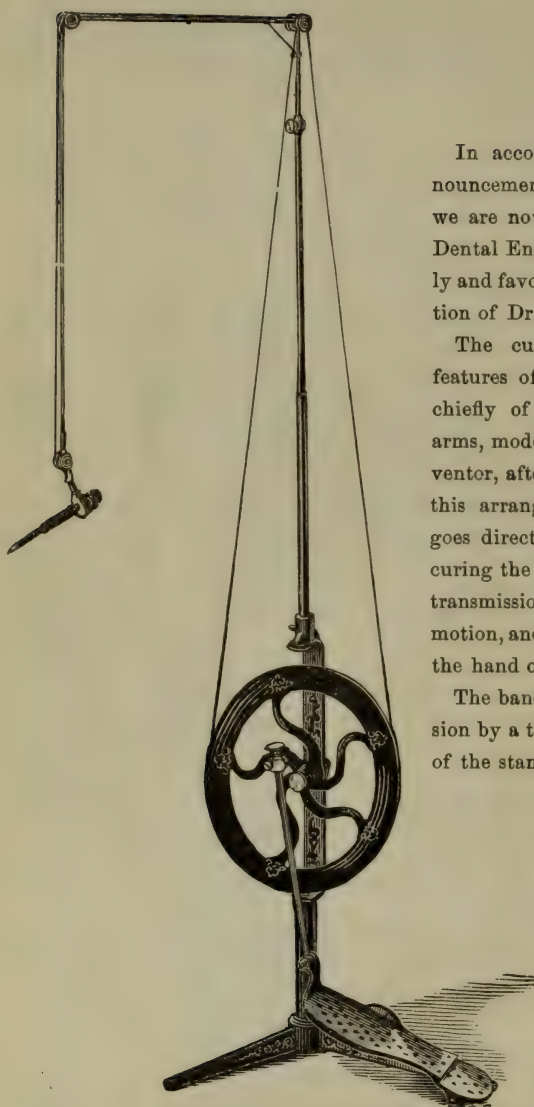 In acco
nouncemen
we are nov
Dental En
ly and favo
tion of Dr
The cu
features of
chiefly of
arms, mode
ventor, afte
this arrang
goes direct
curing the
transmissio
motion, and
the hand o
The ban
sion by a t
of the stan